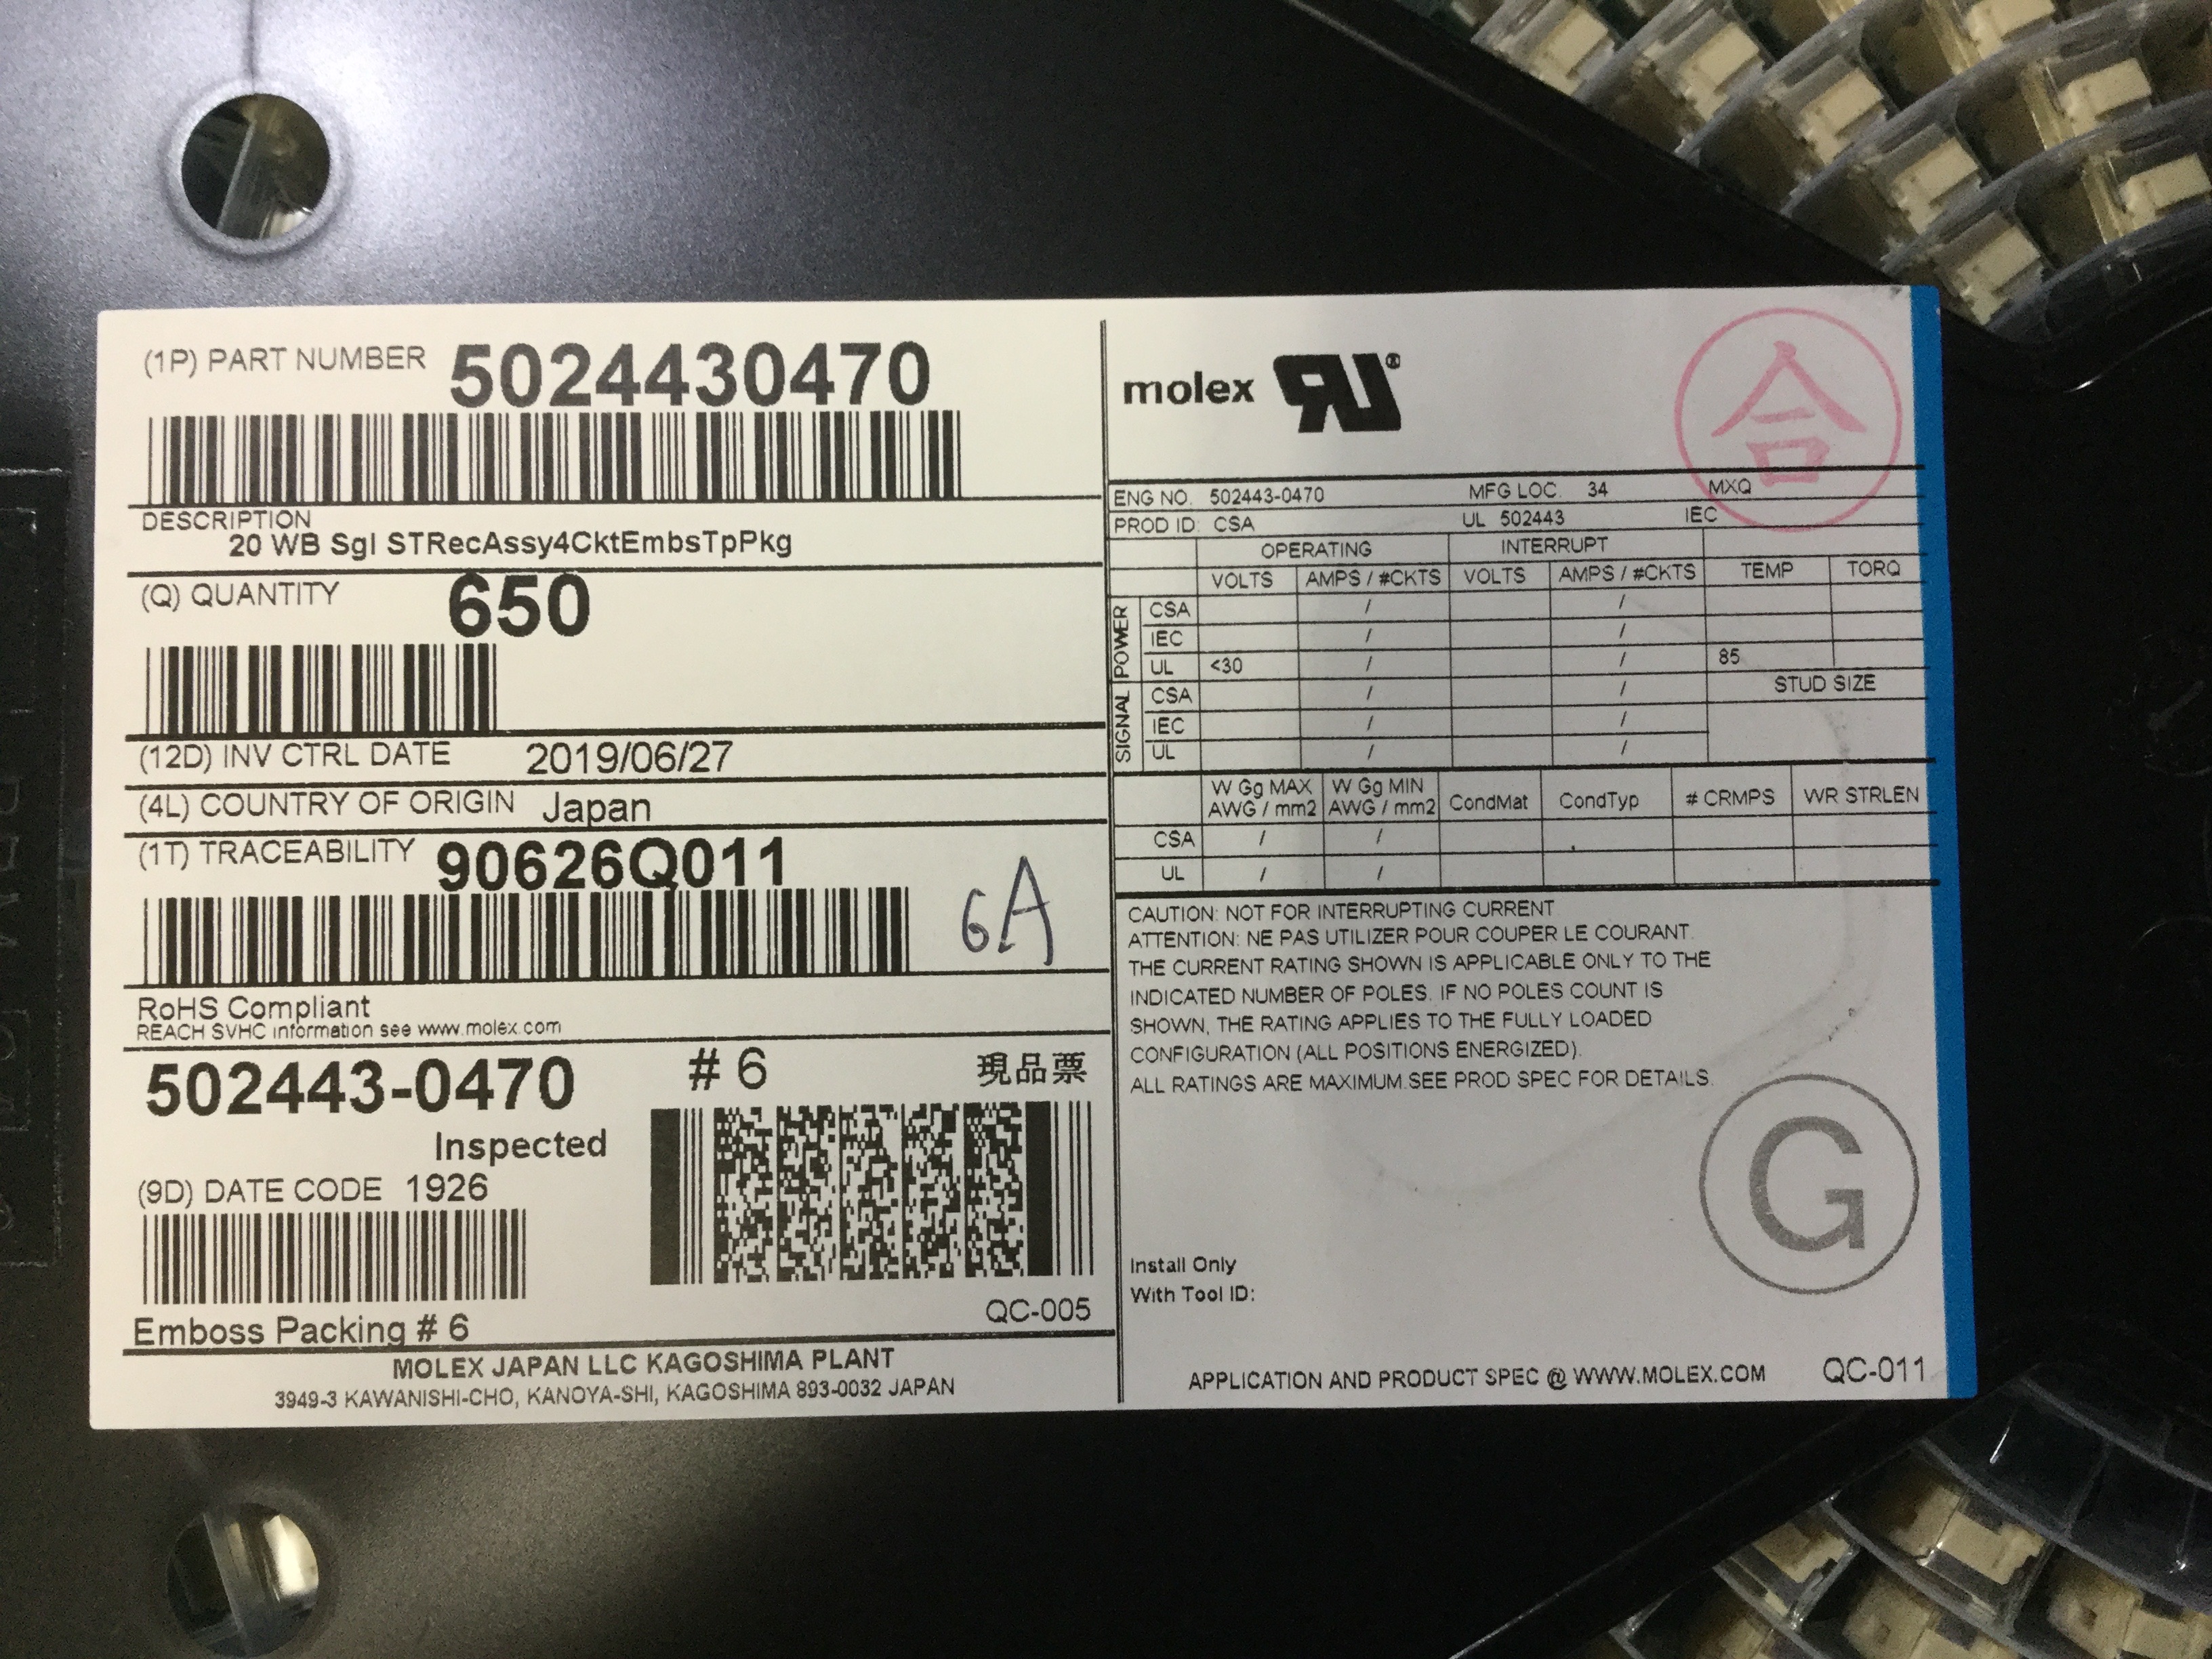 (1P) PART NUMBER 5024430470
DESCRIPTION
20 WB Sgl STRecAssy4CktEmbsTpPkg
(Q) QUANTITY 650
(12D) INV CTRL DATE 2019/06/27
(4L) COUNTRY OF ORIGIN Japan
(1T) TRACEABILITY 90626Q011
6A
RoHS Compliant
REACH SVHC information see www.molex.com
502443-0470 # 6 現品票
Inspected
(9D) DATE CODE 1926
QC-005
Emboss Packing # 6
MOLEX JAPAN LLC KAGOSHIMA PLANT
3949-3 KAWANISHI-CHO, KANOYA-SHI, KAGOSHIMA 893-0032 JAPAN
molex RU®
合
ENG NO. 502443-0470 MFG LOC. 34 MXQ
PROD ID: CSA UL 502443 IEC
OPERATING INTERRUPT
VOLTS AMPS / #CKTS VOLTS AMPS / #CKTS TEMP TORQ
POWER
CSA / /
IEC / /
UL <30 / / 85
SIGNAL
CSA / / STUD SIZE
IEC / /
UL / /
W Gg MAX W Gg MIN
AWG / mm2 AWG / mm2 CondMat CondTyp # CRMPS WR STRLEN
CSA / /
UL / /
CAUTION: NOT FOR INTERRUPTING CURRENT
ATTENTION: NE PAS UTILIZER POUR COUPER LE COURANT.
THE CURRENT RATING SHOWN IS APPLICABLE ONLY TO THE
INDICATED NUMBER OF POLES. IF NO POLES COUNT IS
SHOWN, THE RATING APPLIES TO THE FULLY LOADED
CONFIGURATION (ALL POSITIONS ENERGIZED).
ALL RATINGS ARE MAXIMUM.SEE PROD SPEC FOR DETAILS.
G
Install Only
With Tool ID:
APPLICATION AND PRODUCT SPEC @ WWW.MOLEX.COM QC-011